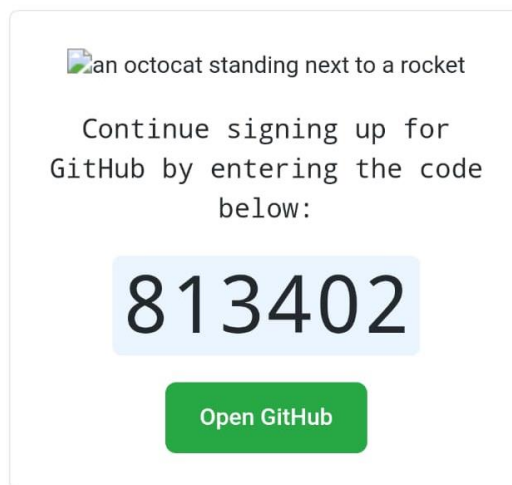 an octocat standing next to a rocket
Continue signing up for
GitHub by entering the code
below:
813402
Open GitHub